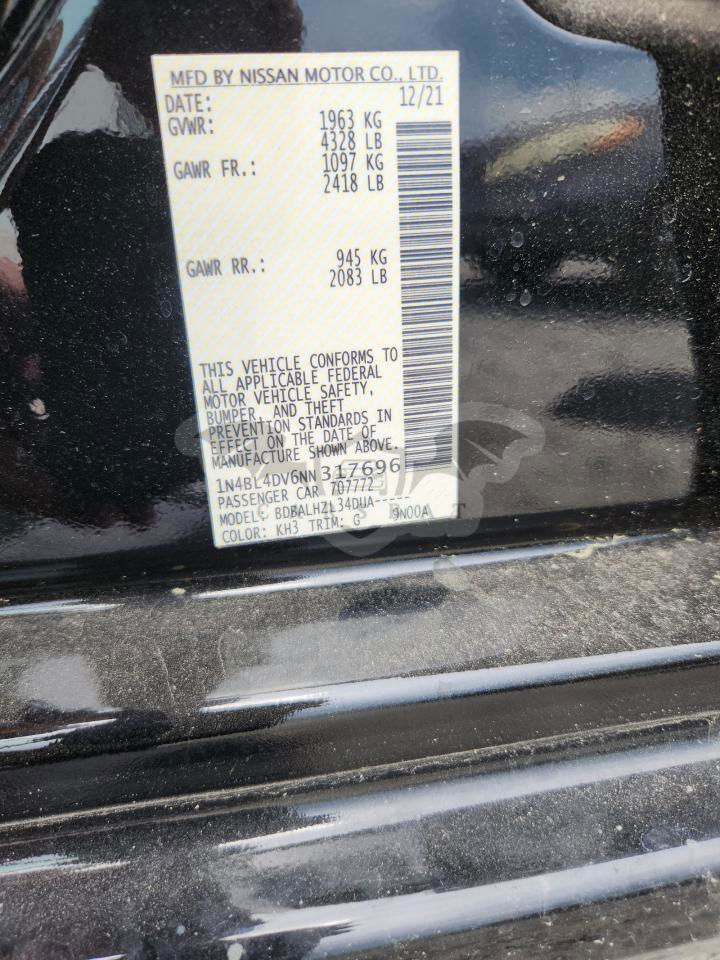 MFD BY NISSAN MOTOR CO., LTD.
DATE: 12/21
GVWR: 1963 KG
4328 LB
GAWR FR.: 1097 KG
2418 LB
GAWR RR.: 945 KG
2083 LB
THIS VEHICLE CONFORMS TO
ALL APPLICABLE FEDERAL
MOTOR VEHICLE SAFETY,
BUMPER, AND THEFT
PREVENTION STANDARDS IN
EFFECT ON THE DATE OF
MANUFACTURE SHOWN ABOVE.
1N4BL4DV6NN317696
PASSENGER CAR 707772
MODEL: BDBALHZL34DUA-----
COLOR: KH3 TRIM: G 9N00A